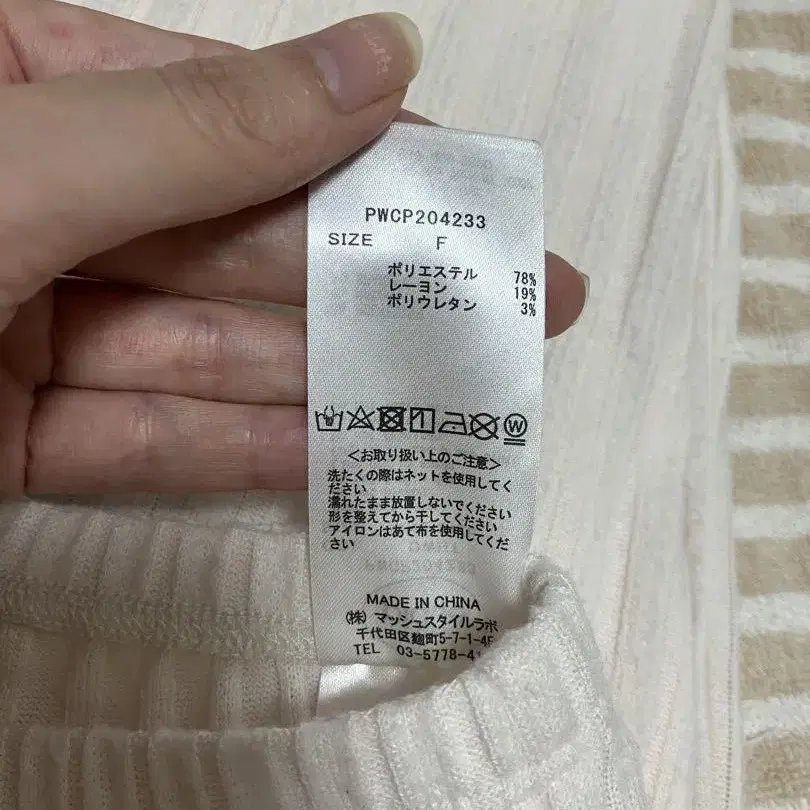 PWCP204233
SIZE F
ポリエステル 78%
レーヨン 19%
ポリウレタン 3%
W
<お取り扱い上のご注意>
洗たくの際はネットを使用してく
ださい
濡れたまま放置しないでください
形を整えてから干してください
アイロンはあて布を使用してくだ
さい
MADE IN CHINA
(株) マッシュスタイルラボ
千代田区麹町5-7-1-4F
TEL 03-5778-4